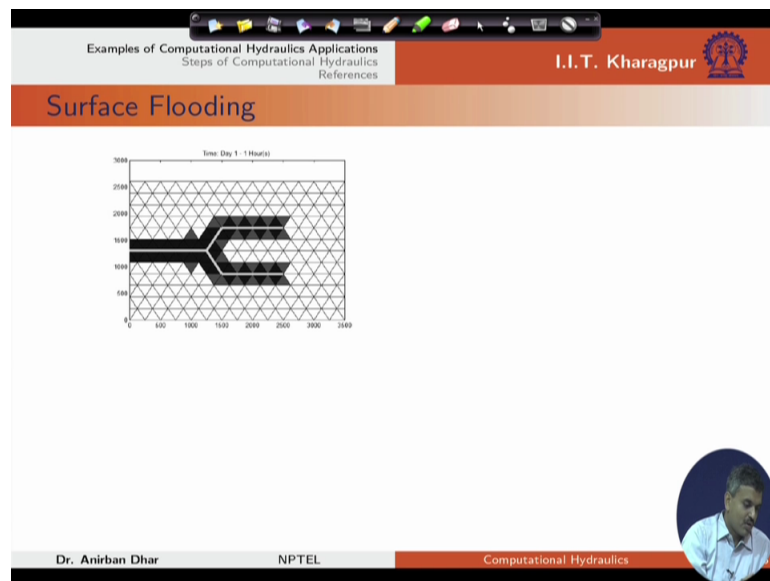 Examples of Computational Hydraulics Applications
Steps of Computational Hydraulics
References
I.I.T. Kharagpur
Surface Flooding
Time: Day 1 - 1 Hour(s)
3000
2500
2000
1500
1000
500
0
0 500 1000 1500 2000 2500 3000 3500
Dr. Anirban Dhar NPTEL Computational Hydraulics